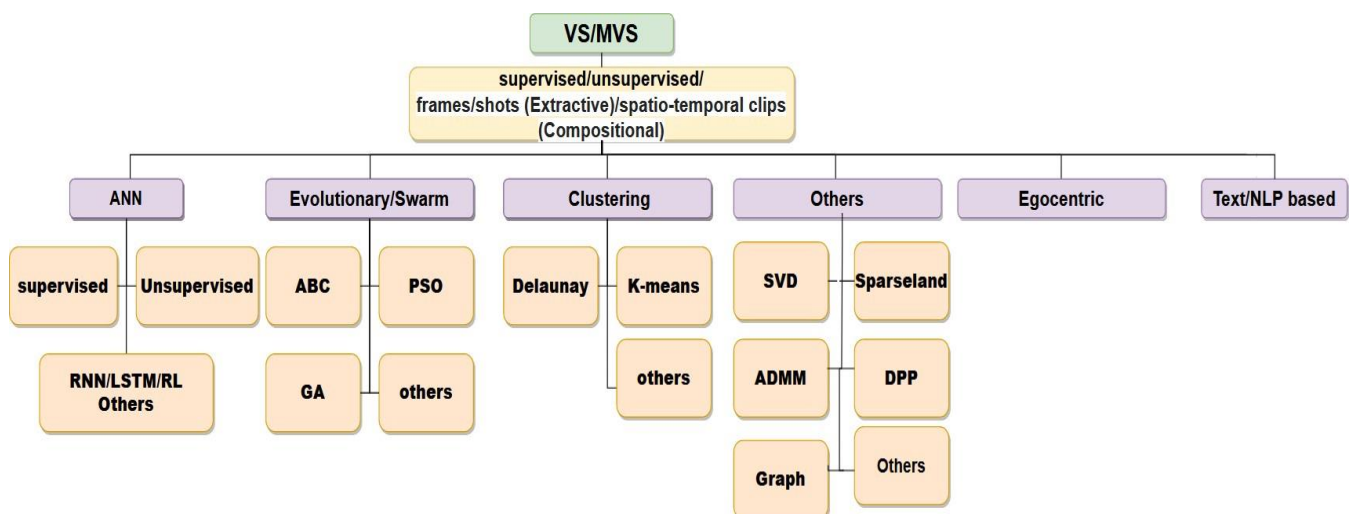 VS/MVS
supervised/unsupervised/
frames/shots (Extractive)/spatio-temporal clips
(Compositional)
ANN
Evolutionary/Swarm
Clustering
Others
Egocentric
Text/NLP based
supervised
Unsupervised
RNN/LSTM/RL
Others
ABC
PSO
GA
others
Delaunay
K-means
others
SVD
Sparseland
ADMM
DPP
Graph
Others